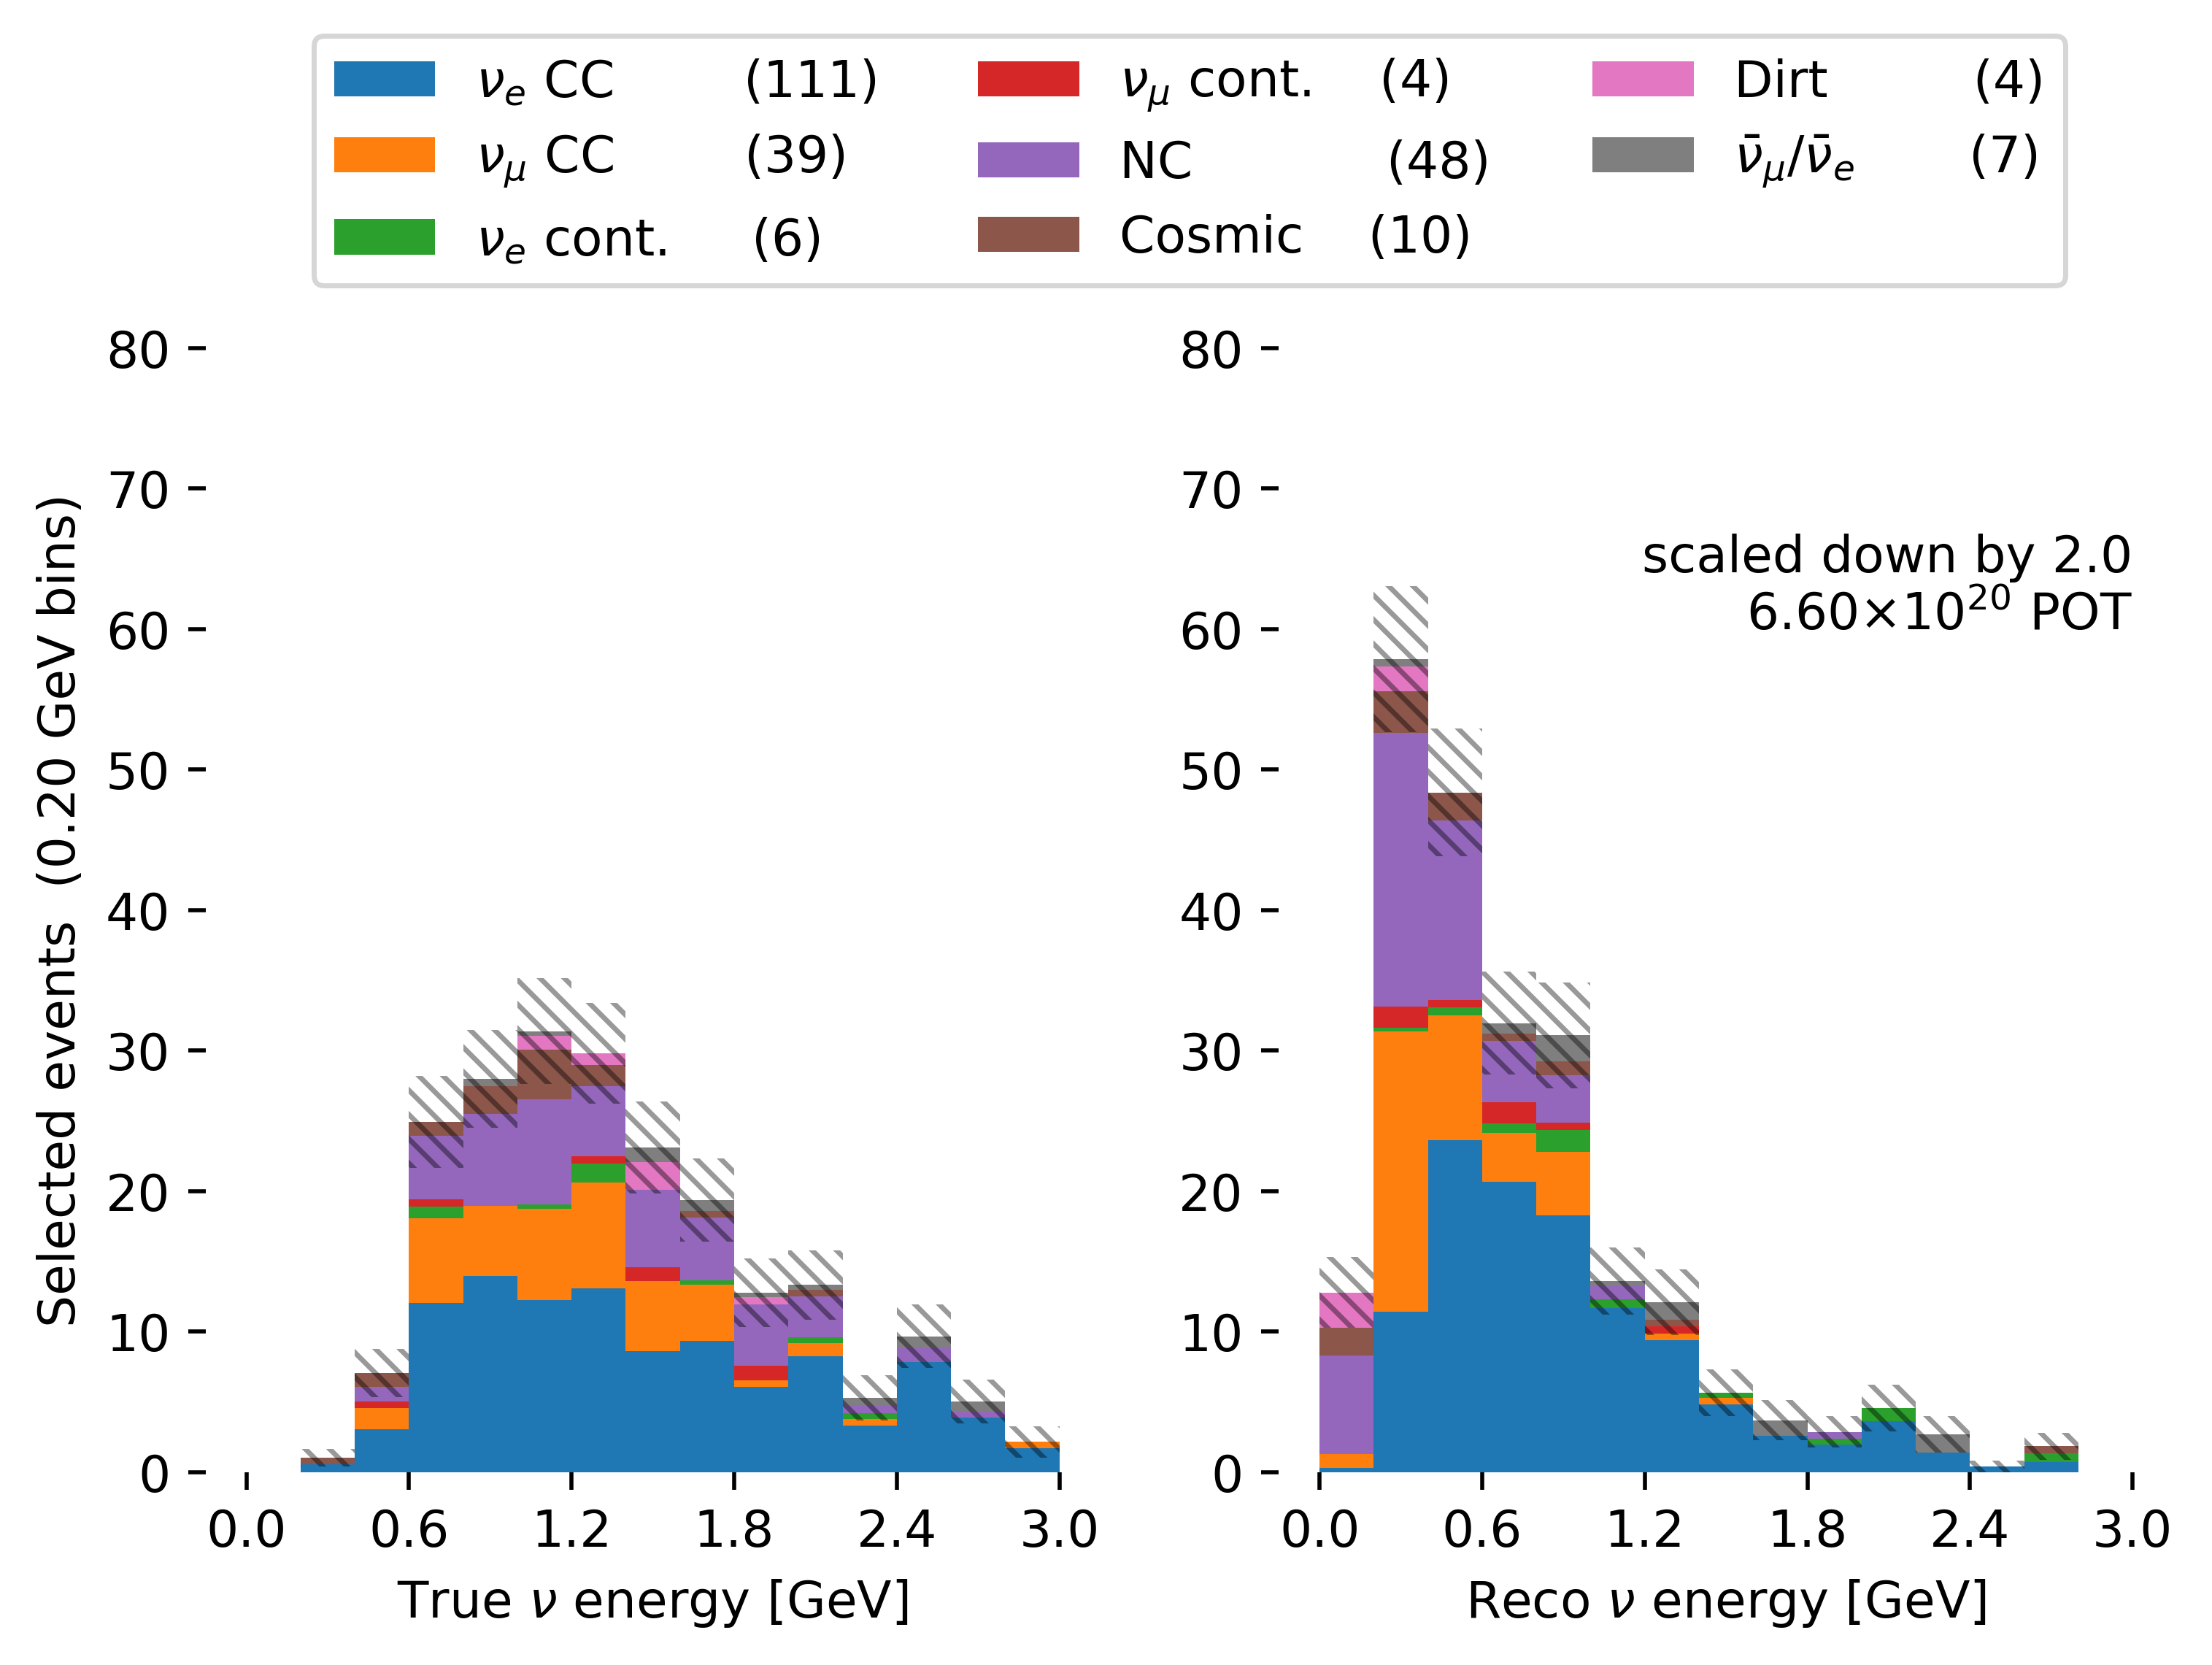 νₑ CC (111)
ν_μ CC (39)
νₑ cont. (6)
ν_μ cont. (4)
NC (48)
Cosmic (10)
Dirt (4)
ν̄_μ/ν̄ₑ (7)
Selected events (0.20 GeV bins)
80
70
60
50
40
30
20
10
0
0.0 0.6 1.2 1.8 2.4 3.0
True ν energy [GeV]
80
70
60
50
40
30
20
10
0
scaled down by 2.0
6.60×10²⁰ POT
0.0 0.6 1.2 1.8 2.4 3.0
Reco ν energy [GeV]